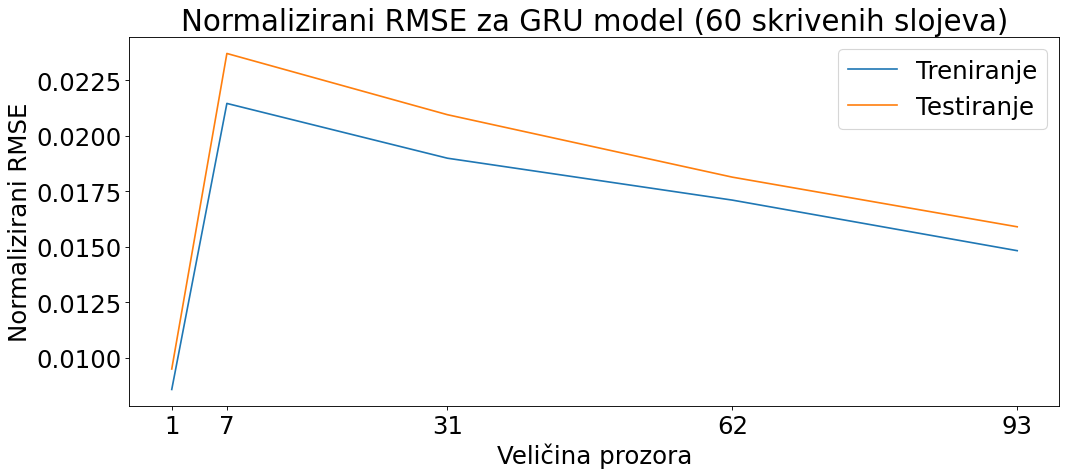 Normalizirani RMSE za GRU model (60 skrivenih slojeva)
Treniranje
Testiranje
Normalizirani RMSE
0.0225
0.0200
0.0175
0.0150
0.0125
0.0100
1 7 31 62 93
Veličina prozora